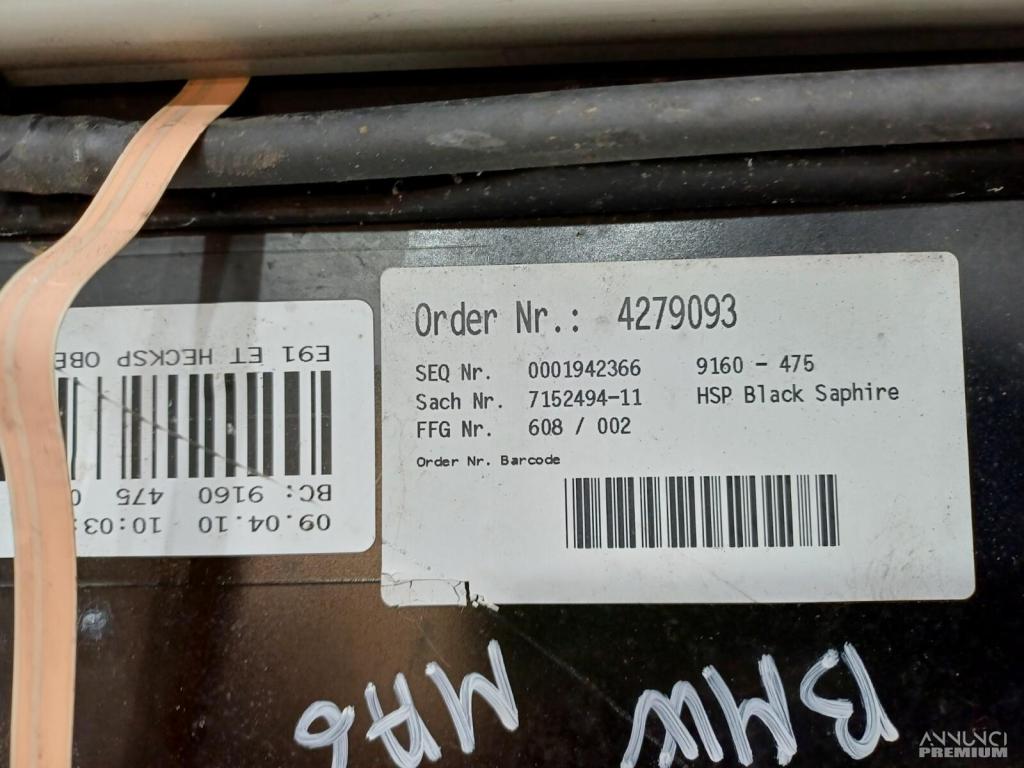 Order Nr.: 4279093
SEQ Nr. 0001942366 9160 - 475
Sach Nr. 7152494-11 HSP Black Saphire
FFG Nr. 608 / 002
Order Nr. Barcode
E91 ET HECKSP OBE
BC: 9160 475
09.04.10 10:03
BMW
ANNUNCI
PREMIUM